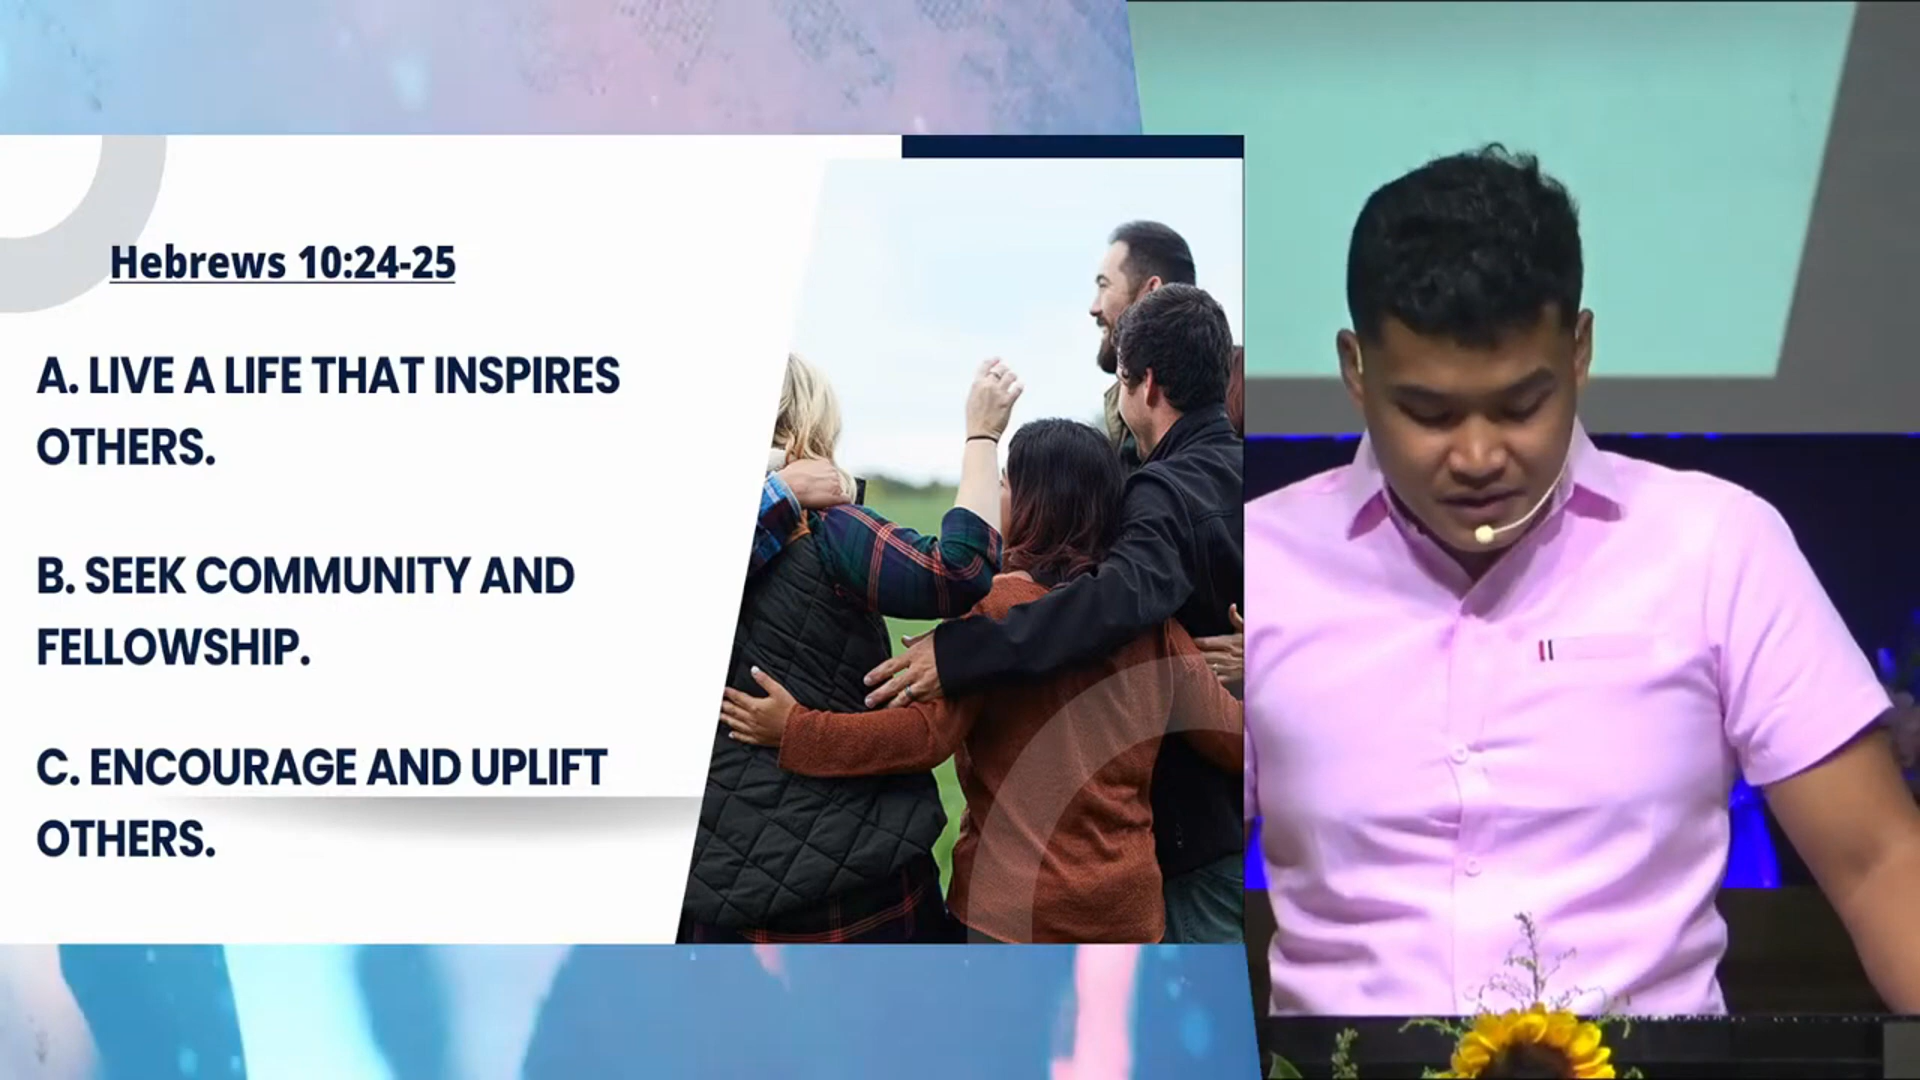 Hebrews 10:24-25
A. LIVE A LIFE THAT INSPIRES
OTHERS.
B. SEEK COMMUNITY AND
FELLOWSHIP.
C. ENCOURAGE AND UPLIFT
OTHERS.